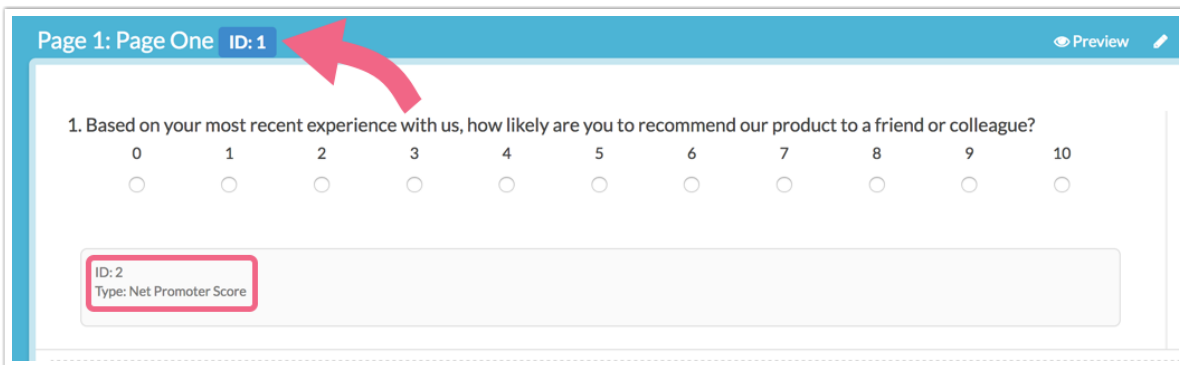 Page 1: Page One ID: 1 Preview
1. Based on your most recent experience with us, how likely are you to recommend our product to a friend or colleague?
0 1 2 3 4 5 6 7 8 9 10
ID: 2
Type: Net Promoter Score